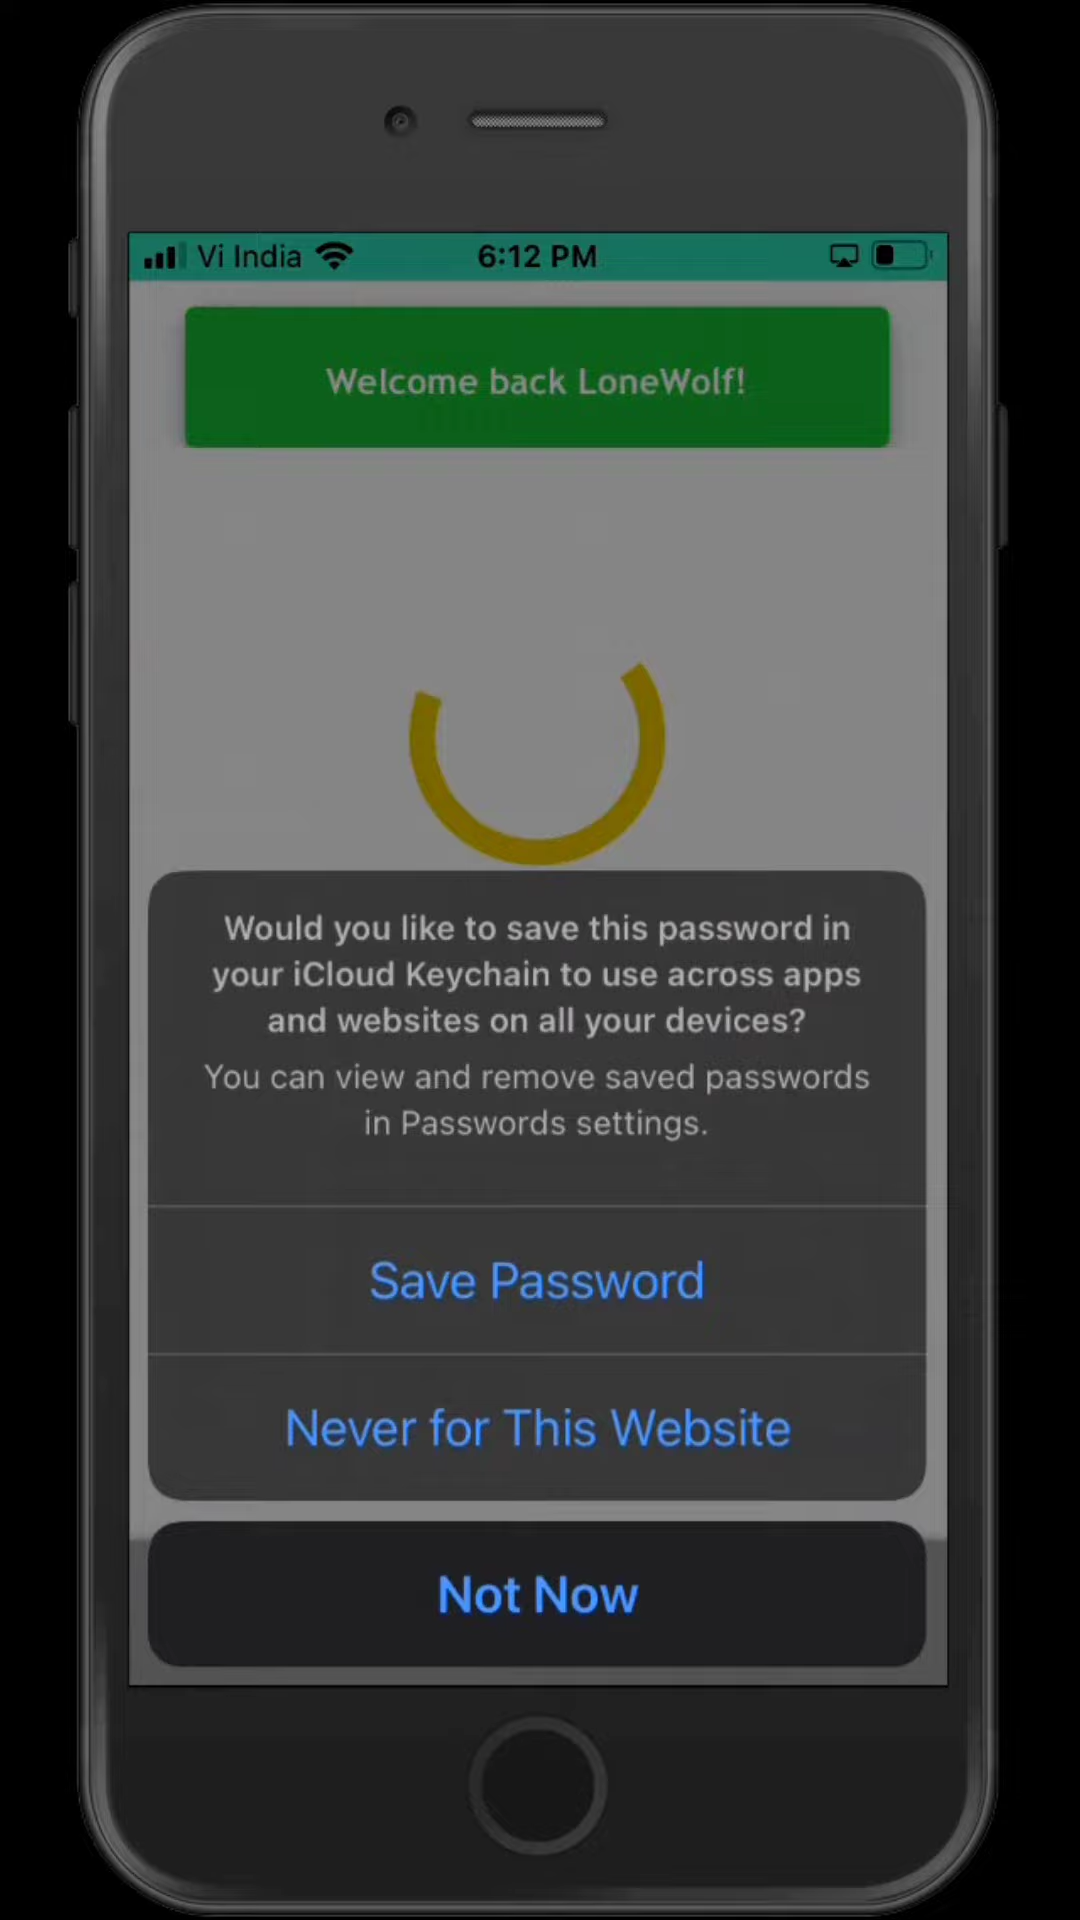 Vi India 6:12 PM
Welcome back LoneWolf!
Would you like to save this password in
your iCloud Keychain to use across apps
and websites on all your devices?
You can view and remove saved passwords
in Passwords settings.
Save Password
Never for This Website
Not Now